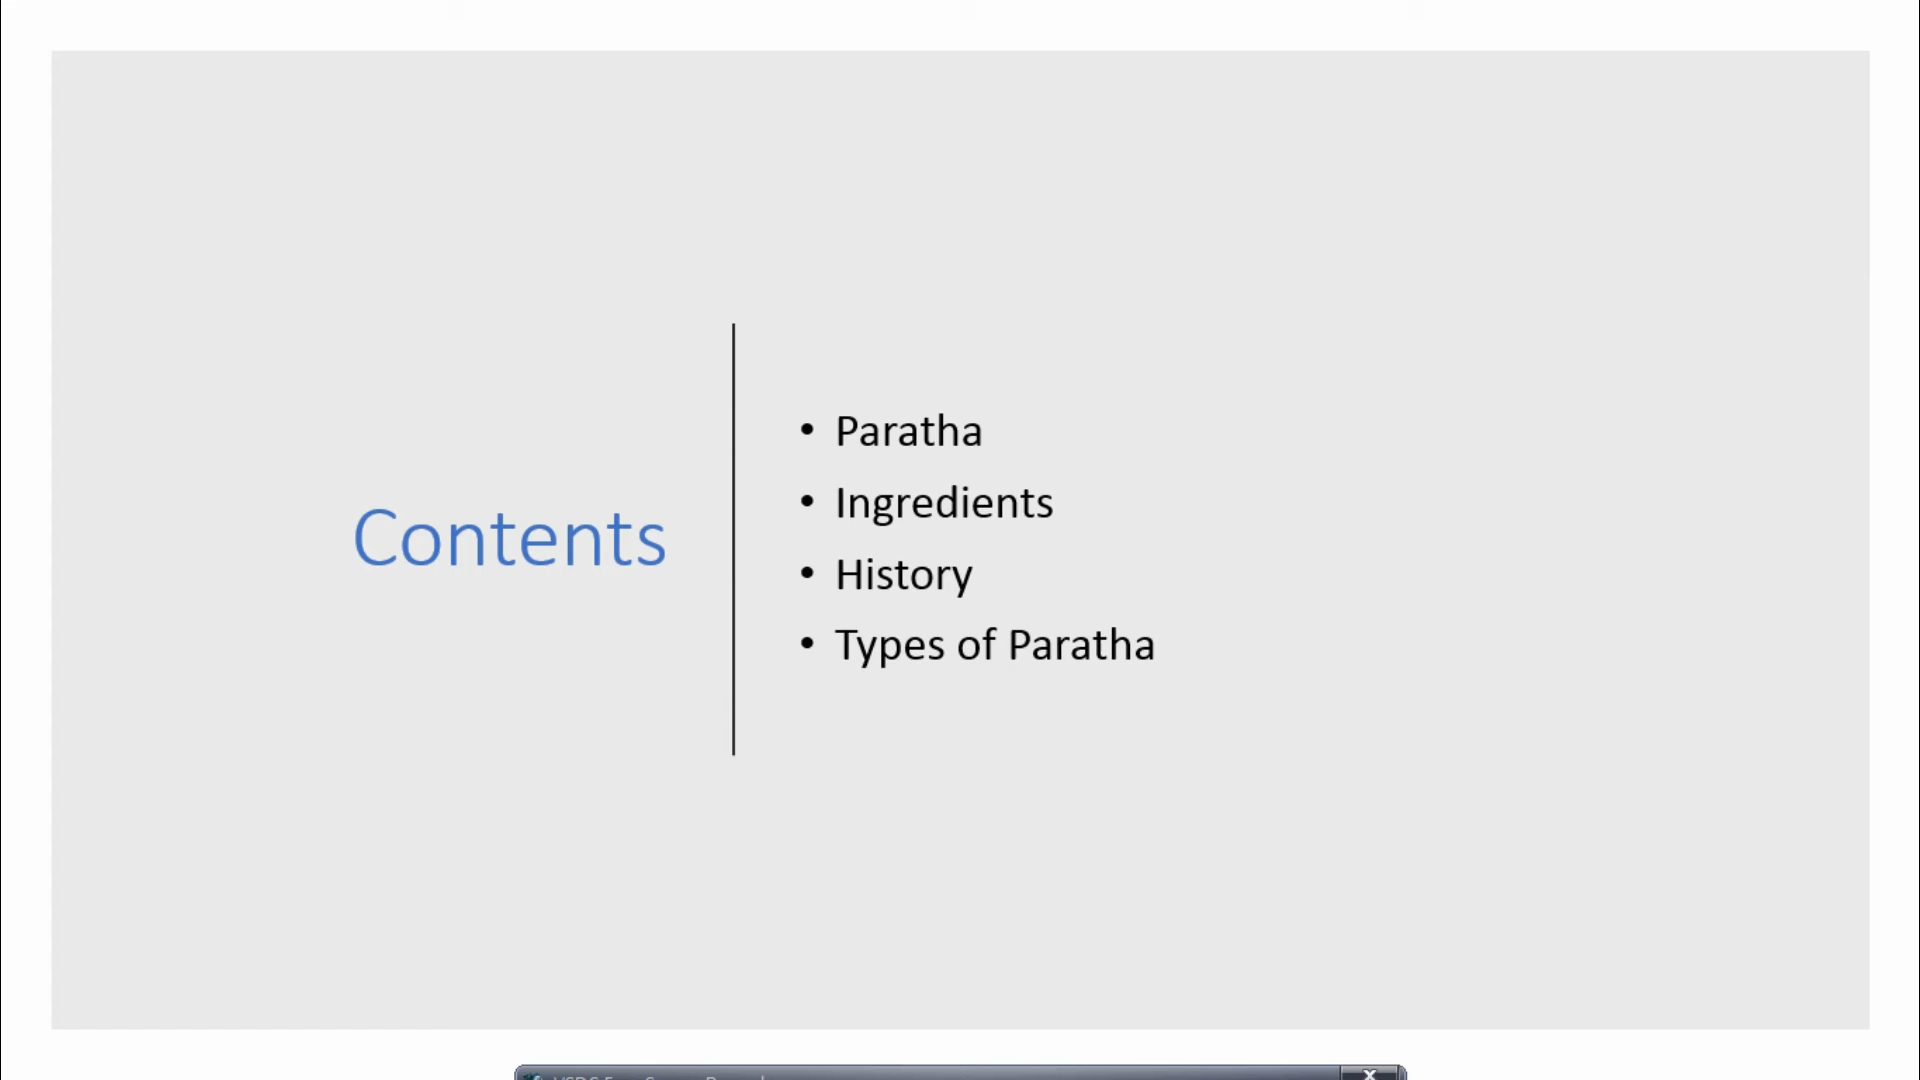 Contents
• Paratha
• Ingredients
• History
• Types of Paratha